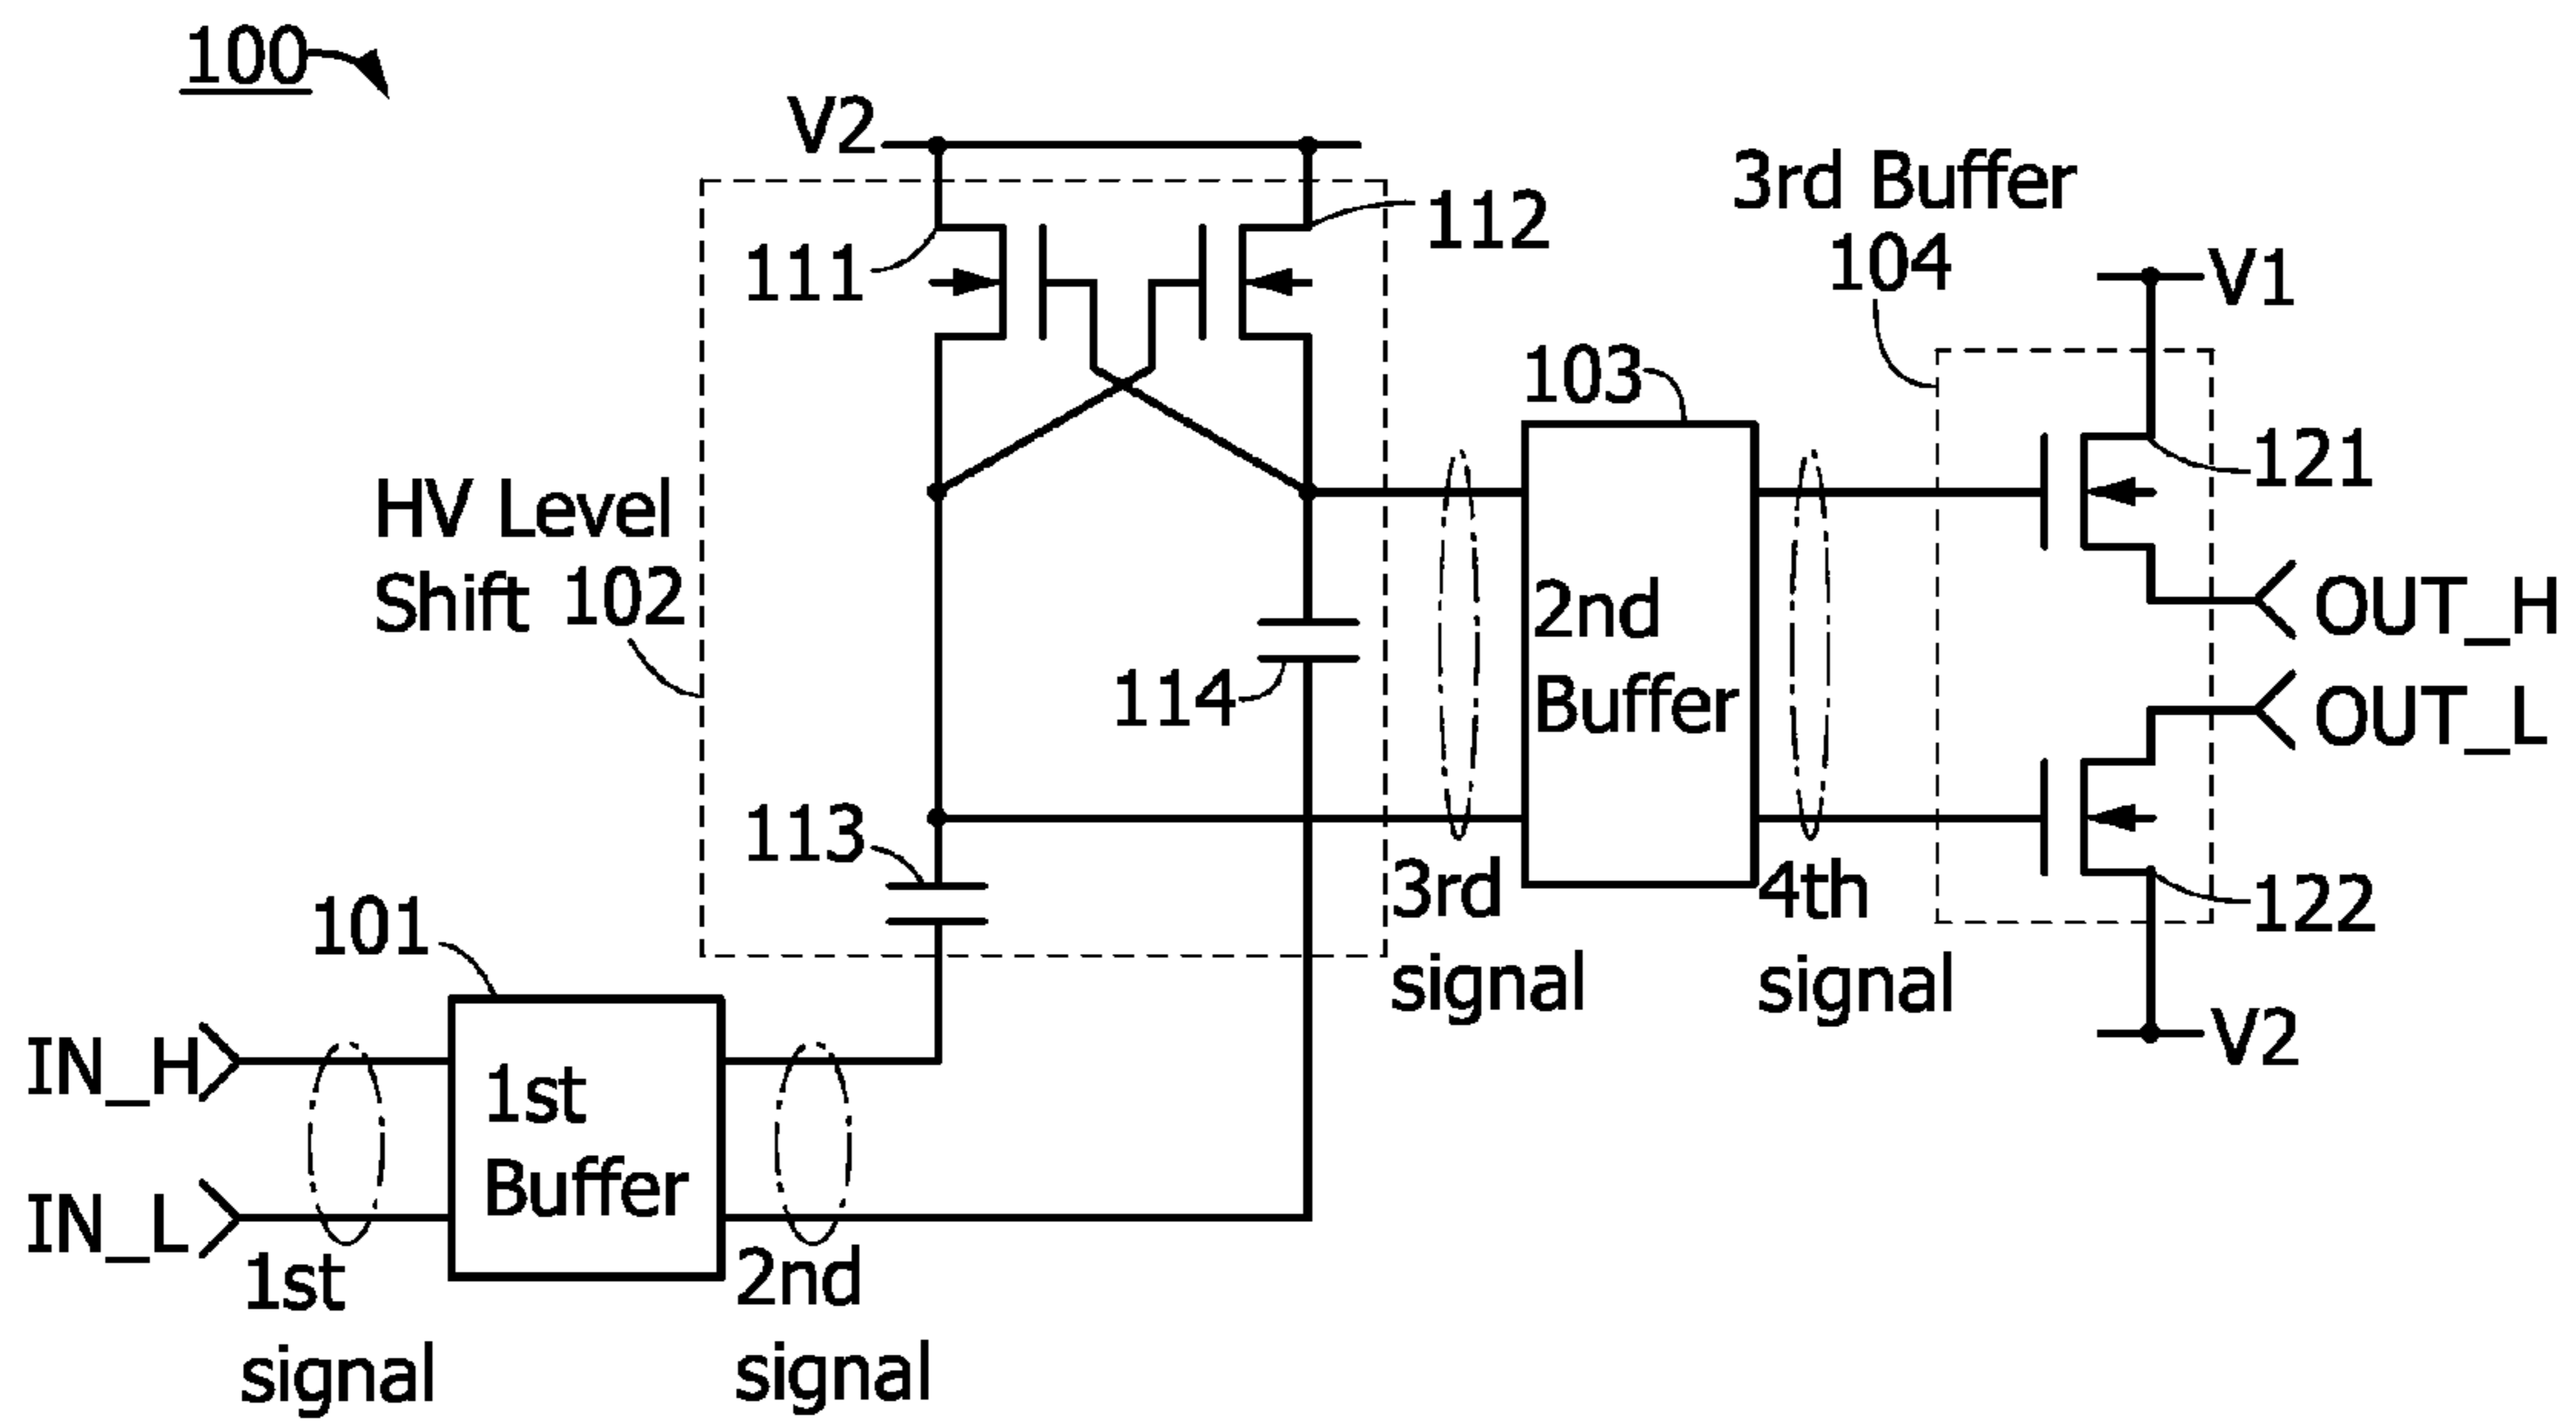 100
V2
3rd Buffer
104
111
112
V1
103
121
HV Level
Shift 102
2nd
Buffer
OUT_H
OUT_L
114
113
3rd
signal
4th
signal
122
V2
101
IN_H
IN_L
1st
Buffer
1st
signal
2nd
signal